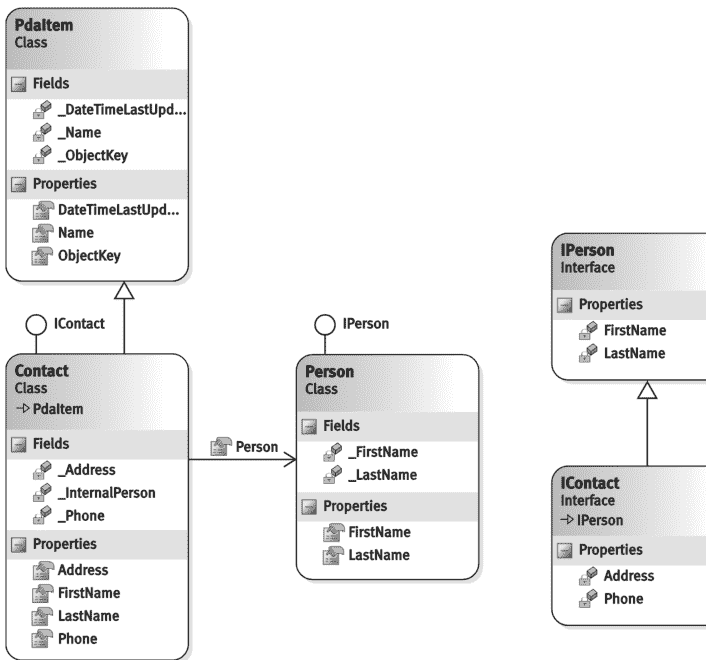 PdaItem
Class
Fields
_DateTimeLastUpd...
_Name
_ObjectKey
Properties
DateTimeLastUpd...
Name
ObjectKey
IContact
Contact
Class
PdaItem
Fields
_Address
_InternalPerson
_Phone
Properties
Address
FirstName
LastName
Phone
Person
IPerson
Person
Class
Fields
_FirstName
_LastName
Properties
FirstName
LastName
IPerson
Interface
Properties
FirstName
LastName
IContact
Interface
IPerson
Properties
Address
Phone